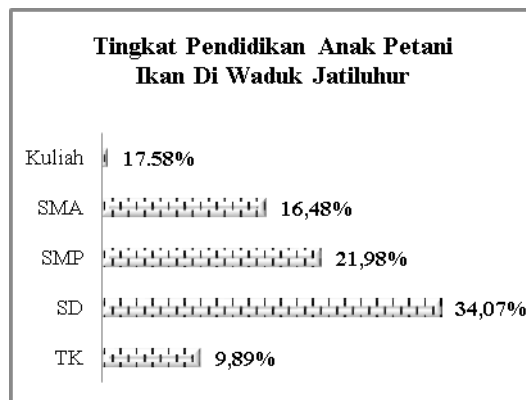 Tingkat Pendidikan Anak Petani
Ikan Di Waduk Jatiluhur
Kuliah 17.58%
SMA 16,48%
SMP 21,98%
SD 34,07%
TK 9,89%